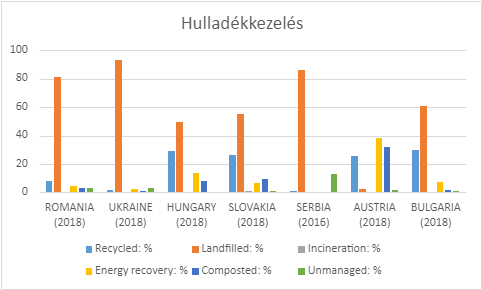 Hulladékkezelés
100
80
60
40
20
0
ROMANIA UKRAINE HUNGARY SLOVAKIA SERBIA AUSTRIA BULGARIA
(2018) (2018) (2018) (2018) (2016) (2018) (2018)
Recycled: % Landfilled: % Incineration: %
Energy recovery: % Composted: % Unmanaged: %